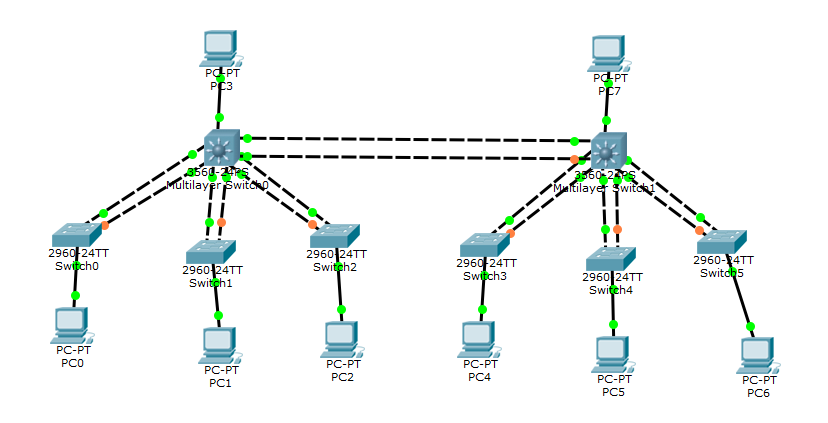 PC-PT
PC3
PC-PT
PC7
3560-24PS
Multilayer Switch0
3560-24PS
Multilayer Switch1
2960-24TT
Switch0
2960-24TT
Switch1
2960-24TT
Switch2
2960-24TT
Switch3
2960-24TT
Switch4
2960-24TT
Switch5
PC-PT
PC0
PC-PT
PC1
PC-PT
PC2
PC-PT
PC4
PC-PT
PC5
PC-PT
PC6